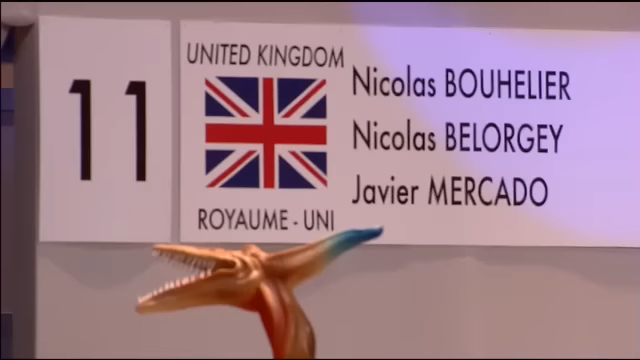 11
UNITED KINGDOM
ROYAUME - UNI
Nicolas BOUHELIER
Nicolas BELORGEY
Javier MERCADO